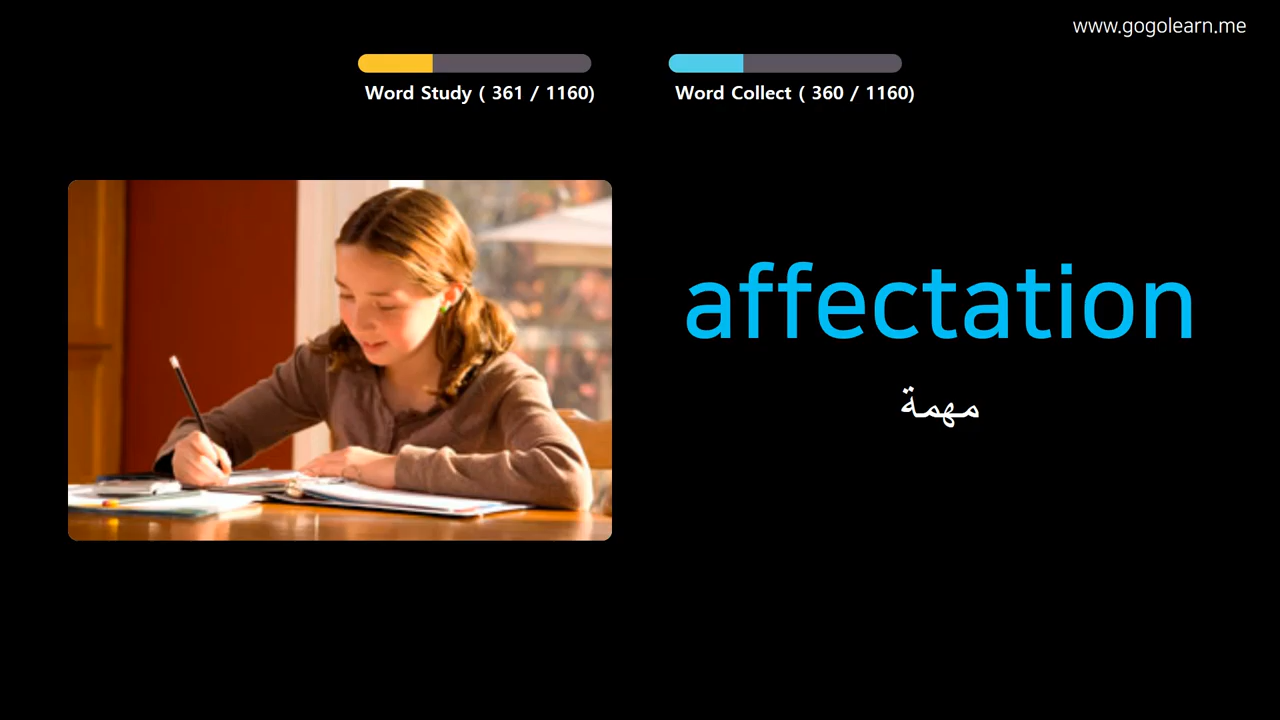 www.gogolearn.me
Word Study ( 361 / 1160)
Word Collect ( 360 / 1160)
affectation
مهمة